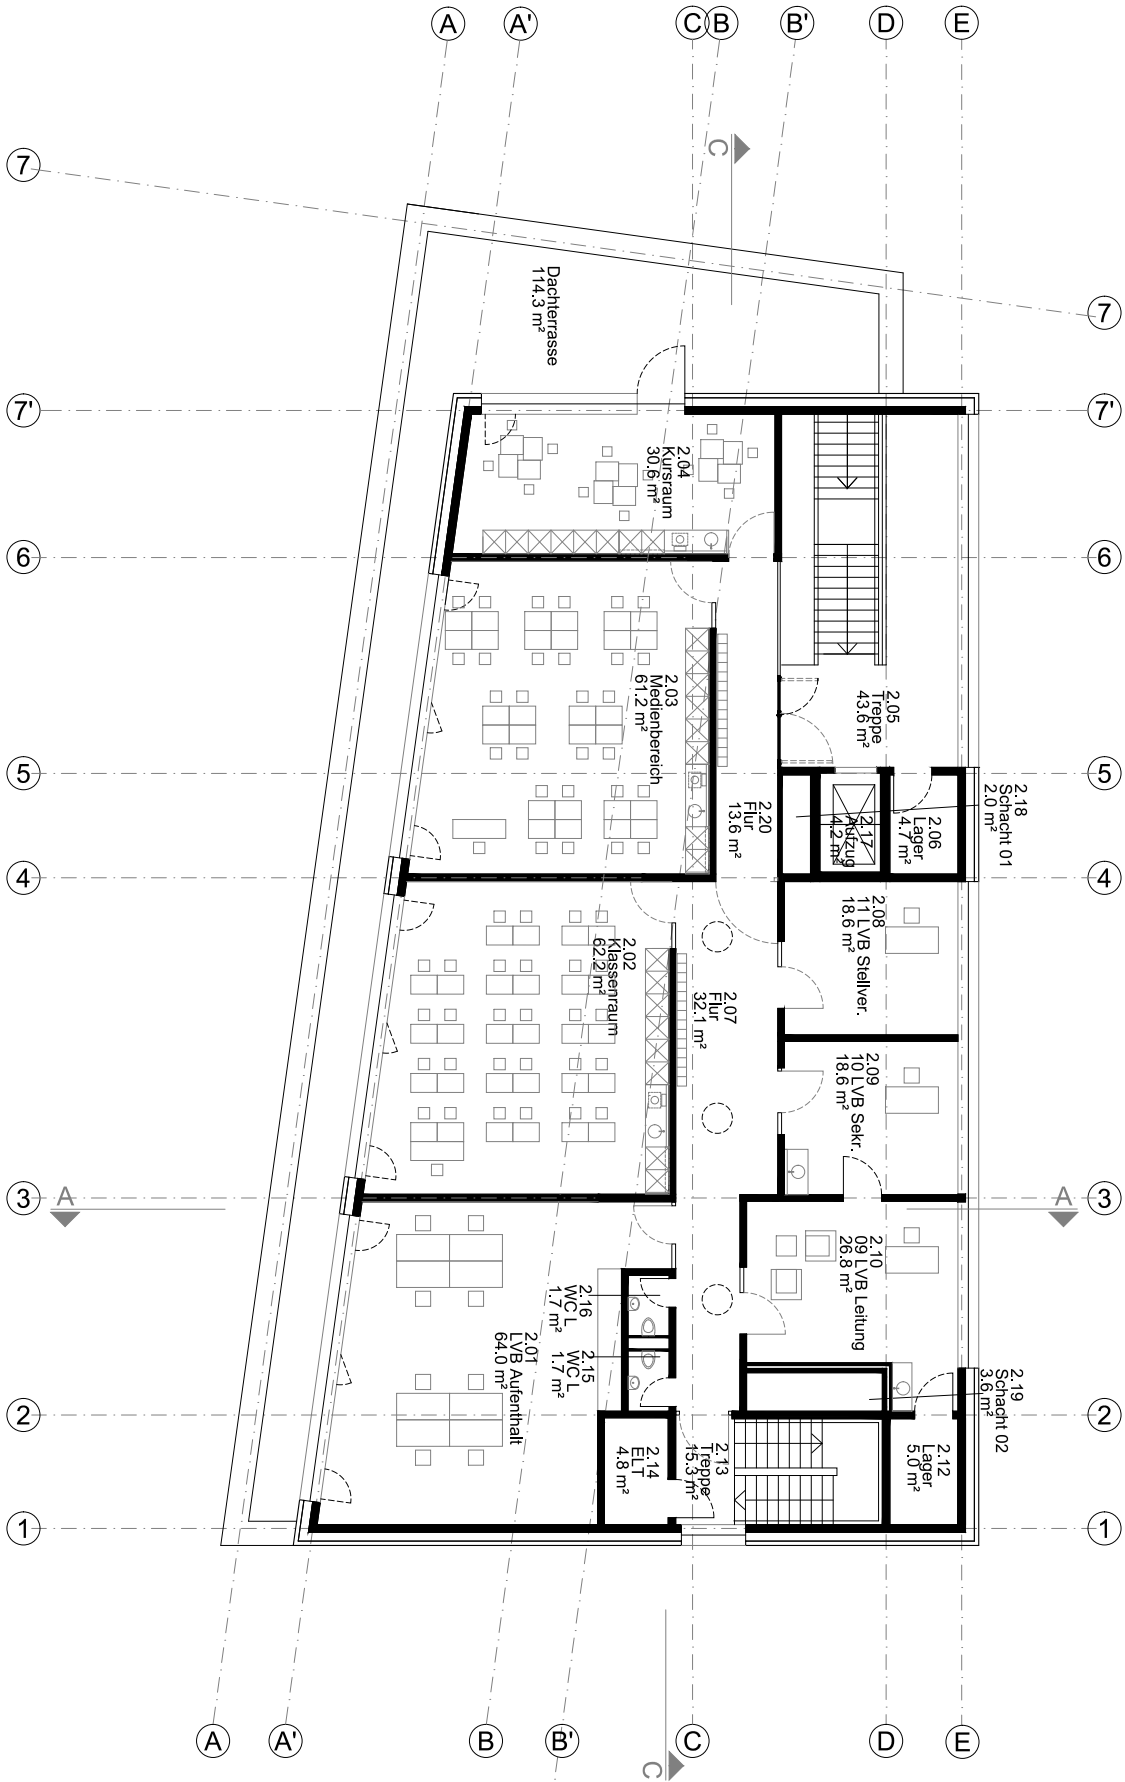 A
A'
C
B
B'
D
E
C
7
7
Dachterrasse
114.3 m²
7'
7'
2.04
Kursraum
30.6 m²
6
6
2.03
Medienbereich
61.2 m²
2.05
Treppe
43.6 m²
5
5
2.20
Flur
13.6 m²
2.17
Aufzug
4.2 m²
2.06
Lager
4.7 m²
2.18
Schacht 01
2.0 m²
4
4
2.02
Klassenraum
62.2 m²
2.07
Flur
32.1 m²
2.08
11 LVB Stellver.
18.6 m²
2.09
10 LVB Sekr.
18.6 m²
3
A
A
3
2.10
09 LVB Leitung
26.8 m²
2.16
WC L
1.7 m²
2.15
WC L
1.7 m²
2.01
LVB Aufenthalt
64.0 m²
2.19
Schacht 02
3.6 m²
2
2
2.14
ELT
4.8 m²
2.13
Treppe
15.3 m²
2.12
Lager
5.0 m²
1
1
A
A'
B
B'
C
D
E
C